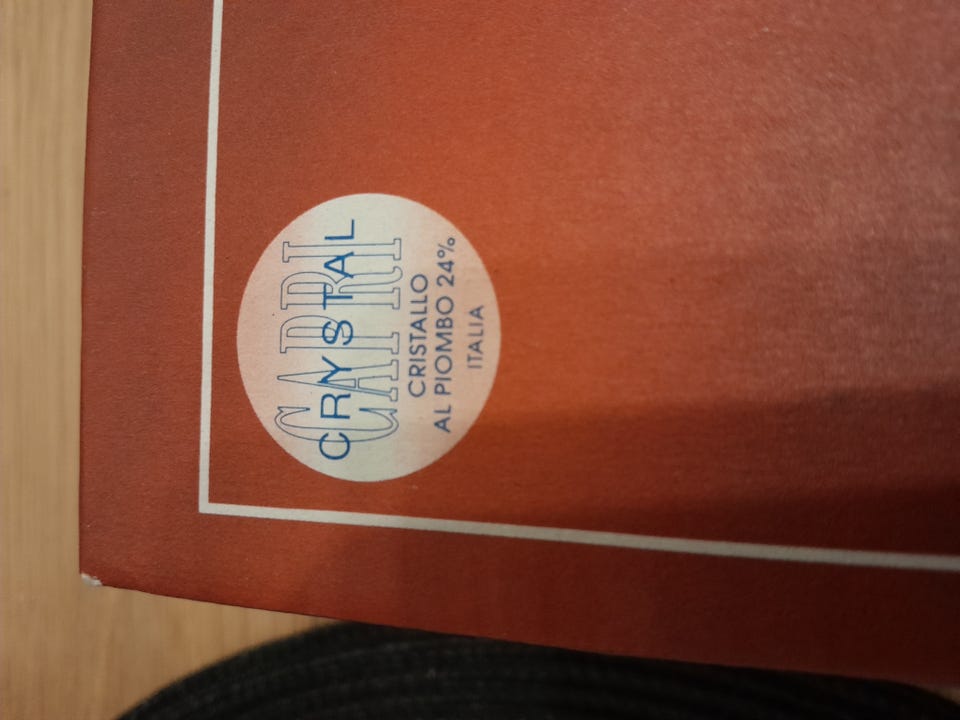 CAPRI
CRYSTAL
CRISTALLO
AL PIOMBO 24%
ITALIA